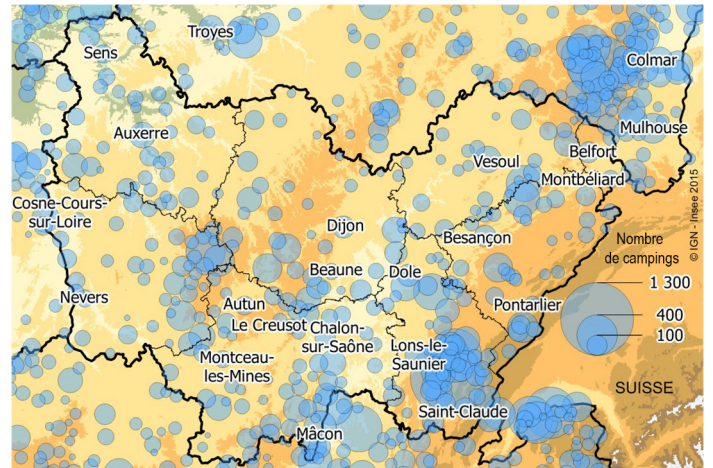 Troyes
Sens
Colmar
Auxerre
Mulhouse
Belfort
Vesoul
Montbéliard
Cosne-Cours-
sur-Loire
Dijon
Besançon
Nombre
de campings
© IGN - Insee 2015
Beaune
Dole
1 300
Nevers
Autun
Pontarlier
400
Le Creusot
Chalon-
sur-Saône
100
Lons-le-
Saunier
Montceau-
les-Mines
SUISSE
Saint-Claude
Mâcon